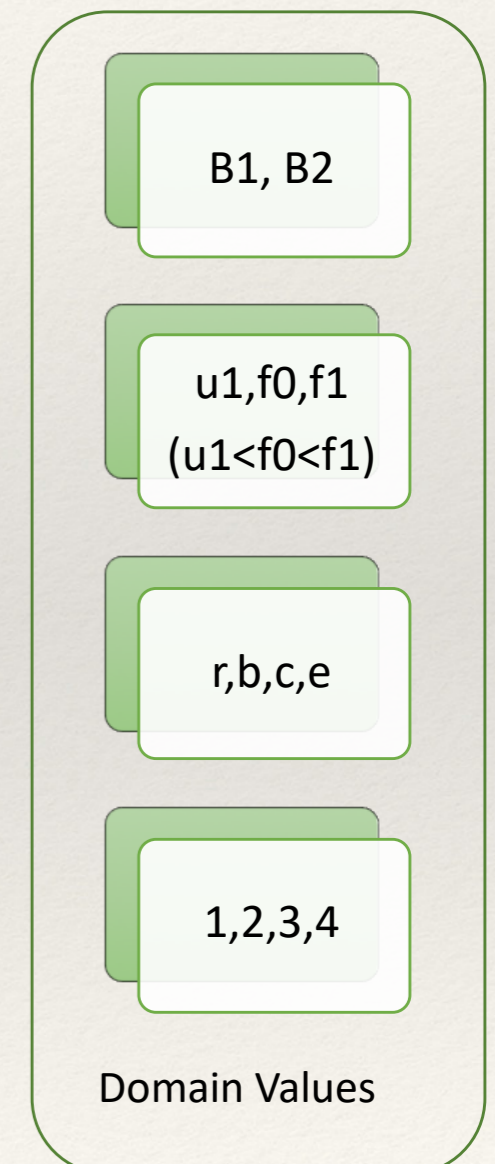 B1, B2
u1,f0,f1
(u1<f0<f1)
r,b,c,e
1,2,3,4
Domain Values